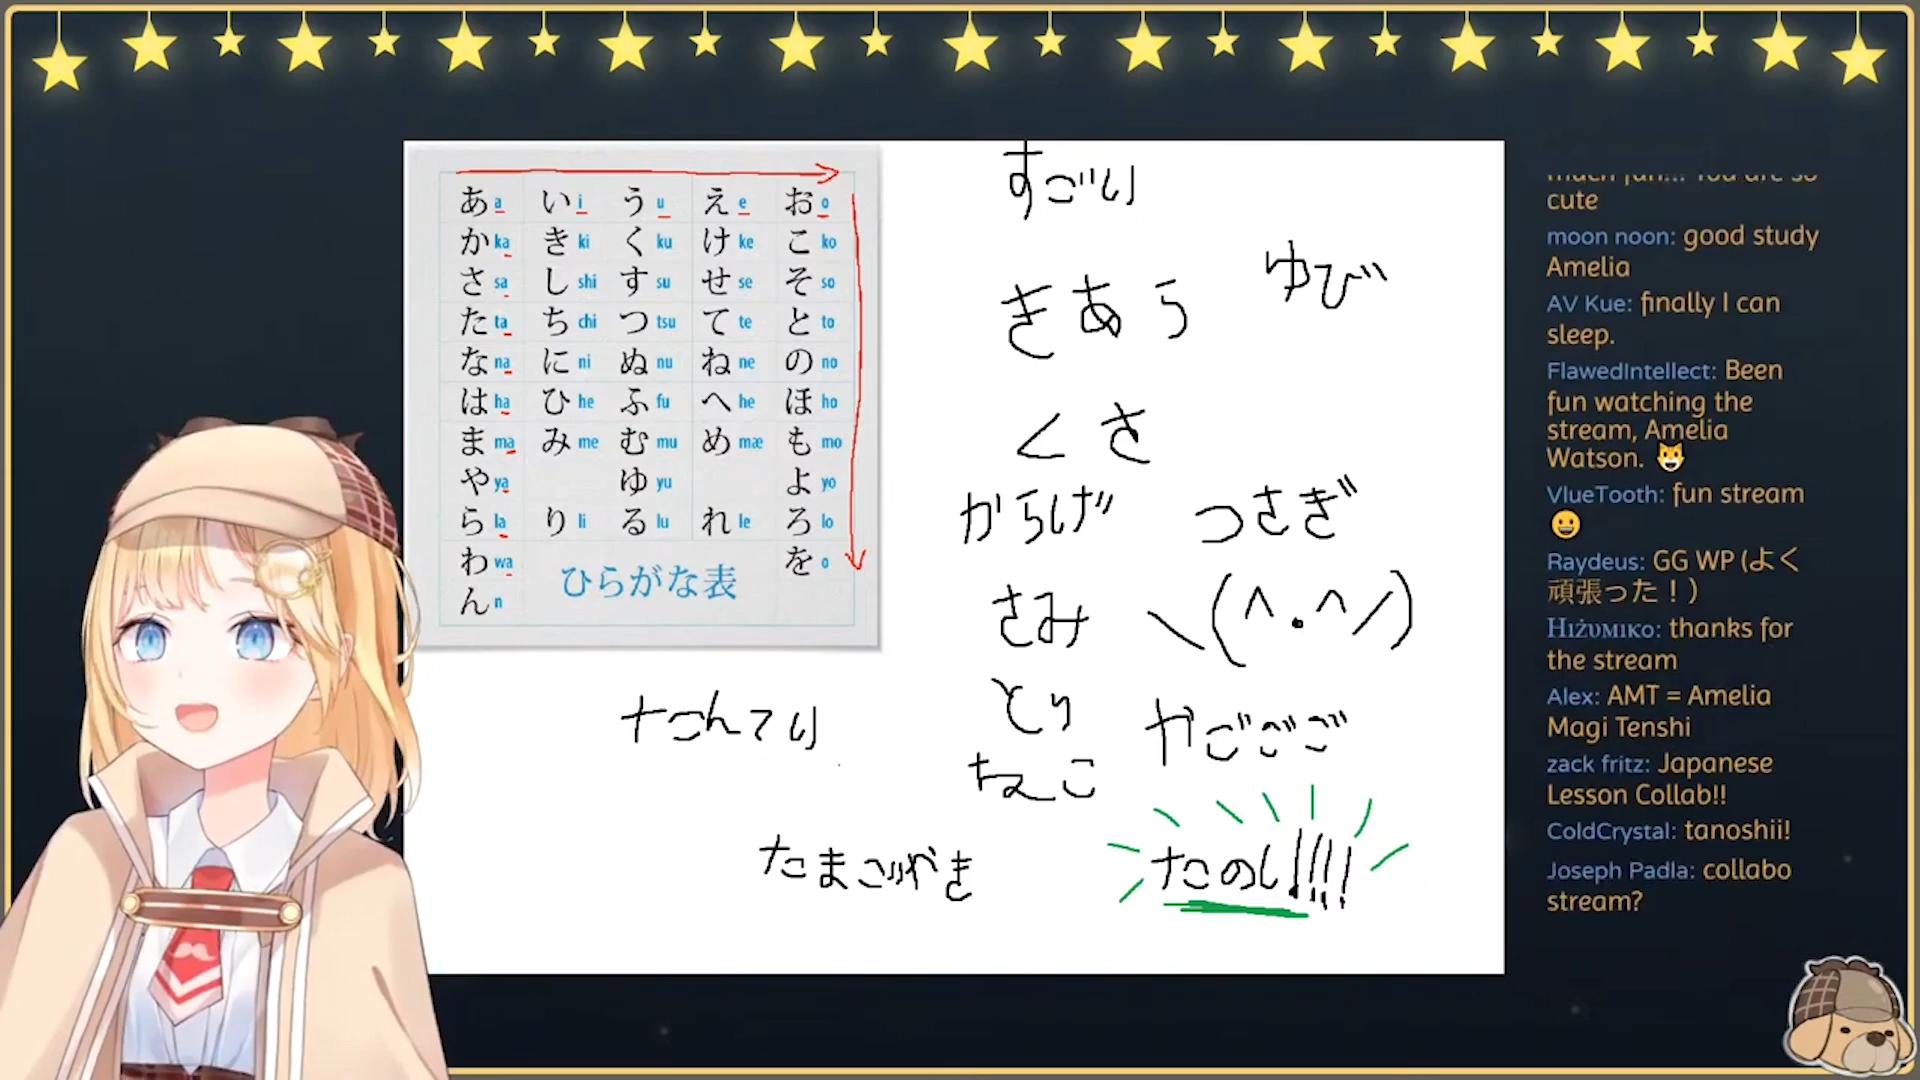 あ a い i う u え e お o
か ka き ki く ku け ke こ ko
さ sa し shi す su せ se そ so
た ta ち chi つ tsu て te と to
な na に ni ぬ nu ね ne の no
は ha ひ he ふ fu へ he ほ ho
ま ma み me む mu め mæ も mo
や ya ゆ yu よ yo
ら la り li る lu れ le ろ lo
わ wa を o
ん n
ひらがな表
すごい
ゆび
きあら
くさ
からげ
つさぎ
さみ
\(^.^/)
とり
やごごご
ねこ
たんてい
たまごやき
たのし!!!!
cute
moon noon: good study
Amelia
AV Kue: finally I can
sleep.
FlawedIntellect: Been
fun watching the
stream, Amelia
Watson. 😺
VlueTooth: fun stream
😀
Raydeus: GG WP (よく
頑張った！）
Hıżυмıκo: thanks for
the stream
Alex: AMT = Amelia
Magi Tenshi
zack fritz: Japanese
Lesson Collab!!
ColdCrystal: tanoshii!
Joseph Padla: collabo
stream?